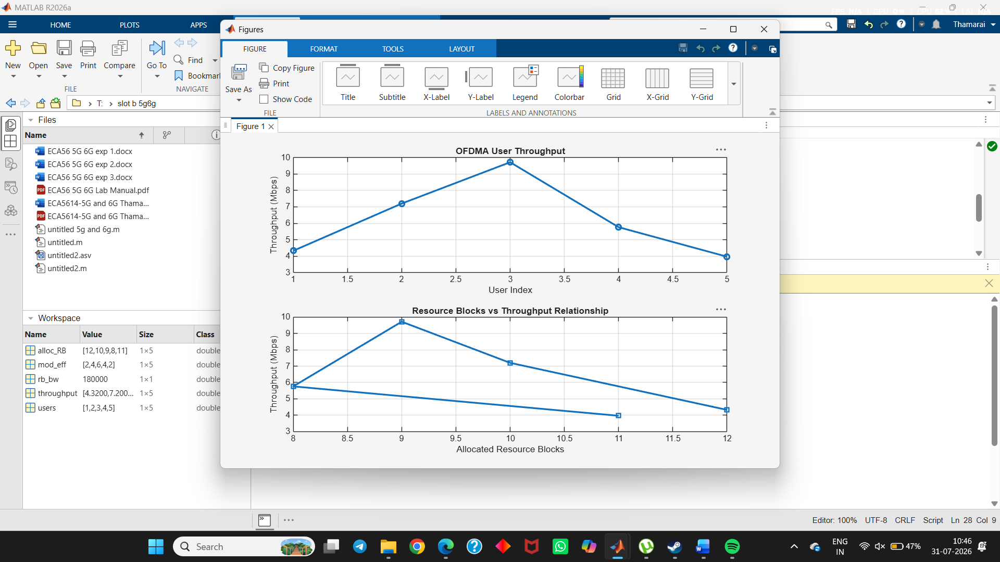 MATLAB R2026a
FPS N/A | GPU 0% | CPU 62% | LAT N/A
HOME PLOTS APPS
Thamarai
New Open Save Print Compare Go To Find Bookmark
FILE NAVIGATE
T: slot b 5g6g
Files
Name
ECA56 5G 6G exp 1.docx
ECA56 5G 6G exp 2.docx
ECA56 5G 6G exp 3.docx
ECA56 5G 6G Lab Manual.pdf
ECA5614-5G and 6G Thama...
ECA5614-5G and 6G Thama...
untitled 5g and 6g.m
untitled.m
untitled2.asv
untitled2.m
Workspace
Name Value Size Class
alloc_RB [12,10,9,8,11] 1×5 double
mod_eff [2,4,6,4,2] 1×5 double
rb_bw 180000 1×1 double
throughput [4.3200,7.200... 1×5 double
users [1,2,3,4,5] 1×5 double
Figures
FIGURE FORMAT TOOLS LAYOUT
Save As
Copy Figure
Print
Show Code
FILE
Title Subtitle X-Label Y-Label Legend Colorbar Grid X-Grid Y-Grid
LABELS AND ANNOTATIONS
Figure 1
OFDMA User Throughput
Throughput (Mbps)
10
9
8
7
6
5
4
3
1 1.5 2 2.5 3 3.5 4 4.5 5
User Index
Resource Blocks vs Throughput Relationship
Throughput (Mbps)
10
9
8
7
6
5
4
3
8 8.5 9 9.5 10 10.5 11 11.5 12
Allocated Resource Blocks
Editor: 100% UTF-8 CRLF Script Ln 28 Col 9
Search
ENG
IN
47%
10:46
31-07-2026